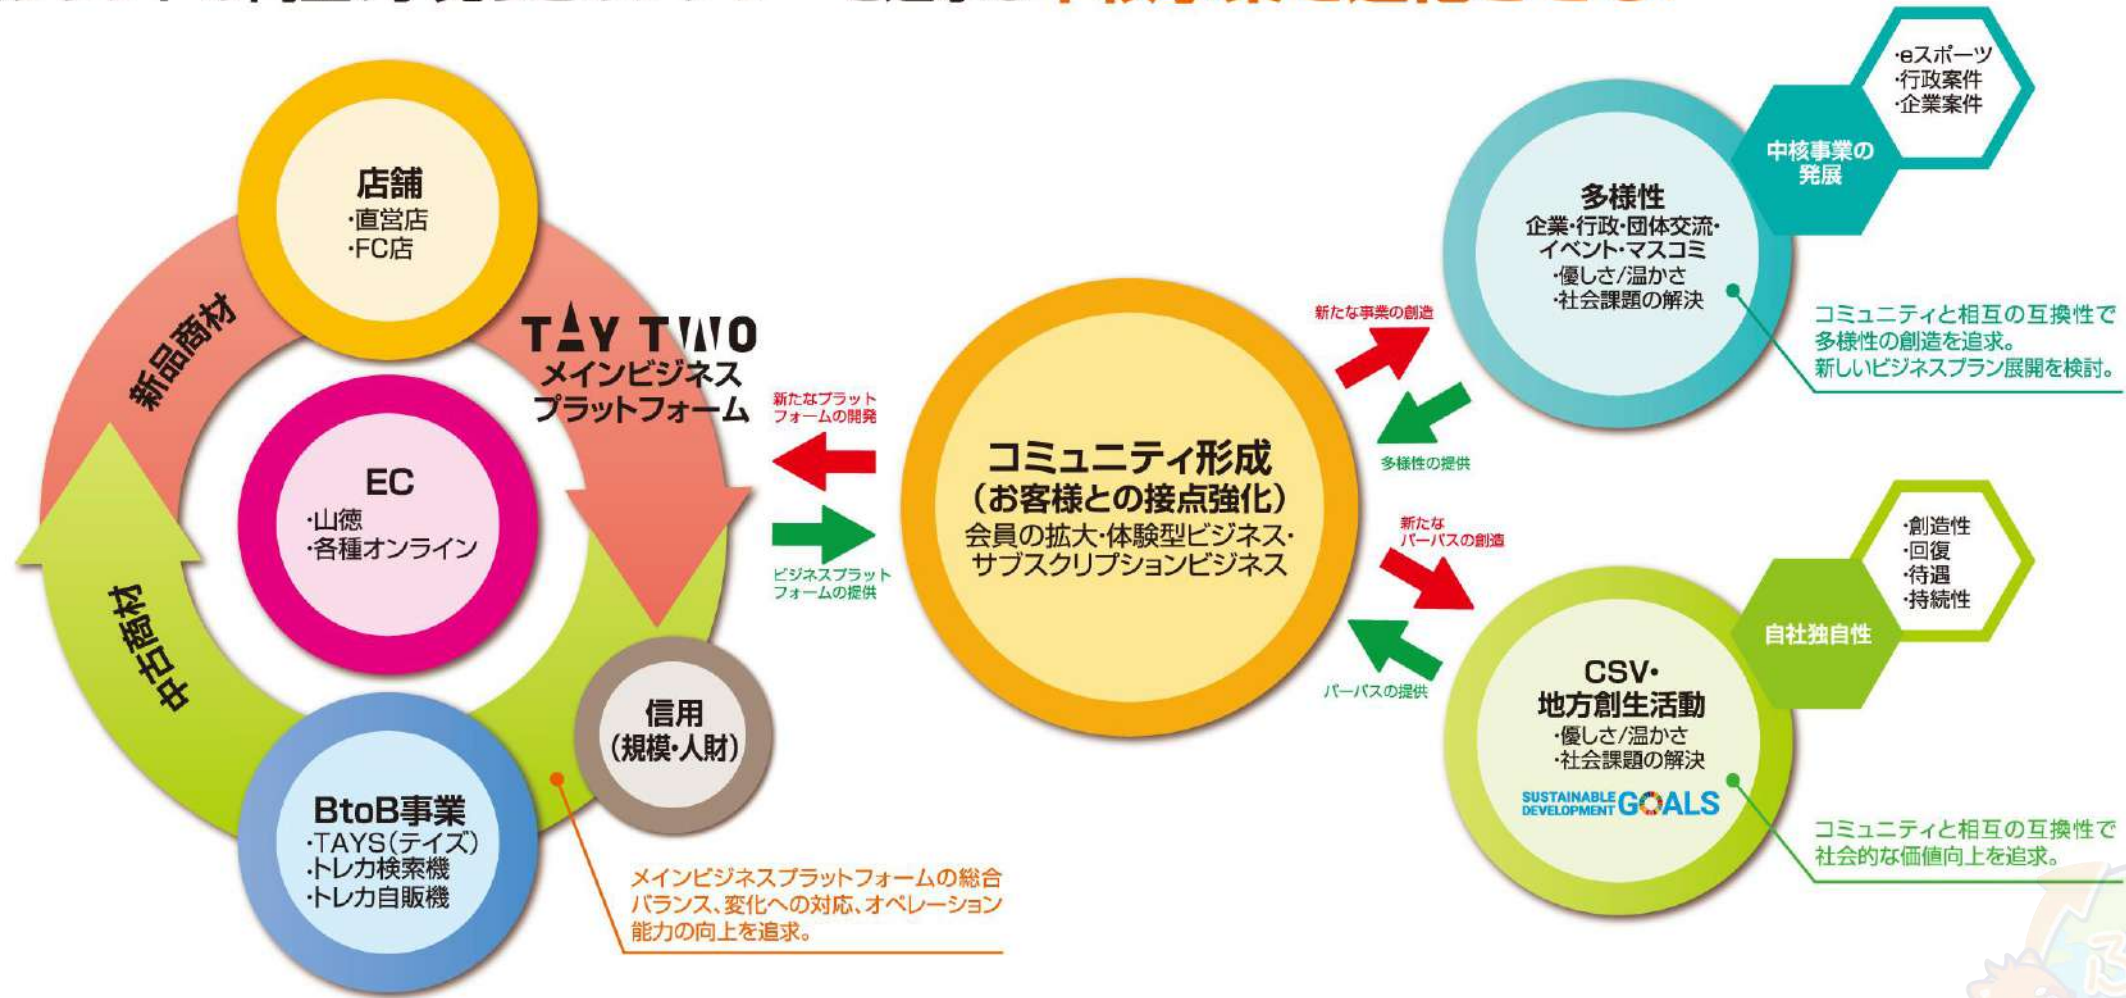 店舗
・直営店
・FC店
新品商材
TAY TWO
メインビジネス
プラットフォーム
EC
・山徳
・各種オンライン
中古商材
信用
(規模・人財)
BtoB事業
・TAYS(テイズ)
・トレカ検索機
・トレカ自販機
メインビジネスプラットフォームの総合
バランス、変化への対応、オペレーション
能力の向上を追求。
新たなプラット
フォームの開発
ビジネスプラット
フォームの提供
コミュニティ形成
(お客様との接点強化)
会員の拡大・体験型ビジネス・
サブスクリプションビジネス
新たな事業の創造
多様性の提供
新たな
パーパスの創造
パーパスの提供
多様性
企業・行政・団体交流・
イベント・マスコミ
・優しさ/温かさ
・社会課題の解決
中核事業の
発展
・eスポーツ
・行政案件
・企業案件
コミュニティと相互の互換性で
多様性の創造を追求。
新しいビジネスプラン展開を検討。
CSV・
地方創生活動
・優しさ/温かさ
・社会課題の解決
SUSTAINABLE
DEVELOPMENT GOALS
自社独自性
・創造性
・回復
・待遇
・持続性
コミュニティと相互の互換性で
社会的な価値向上を追求。
ふ